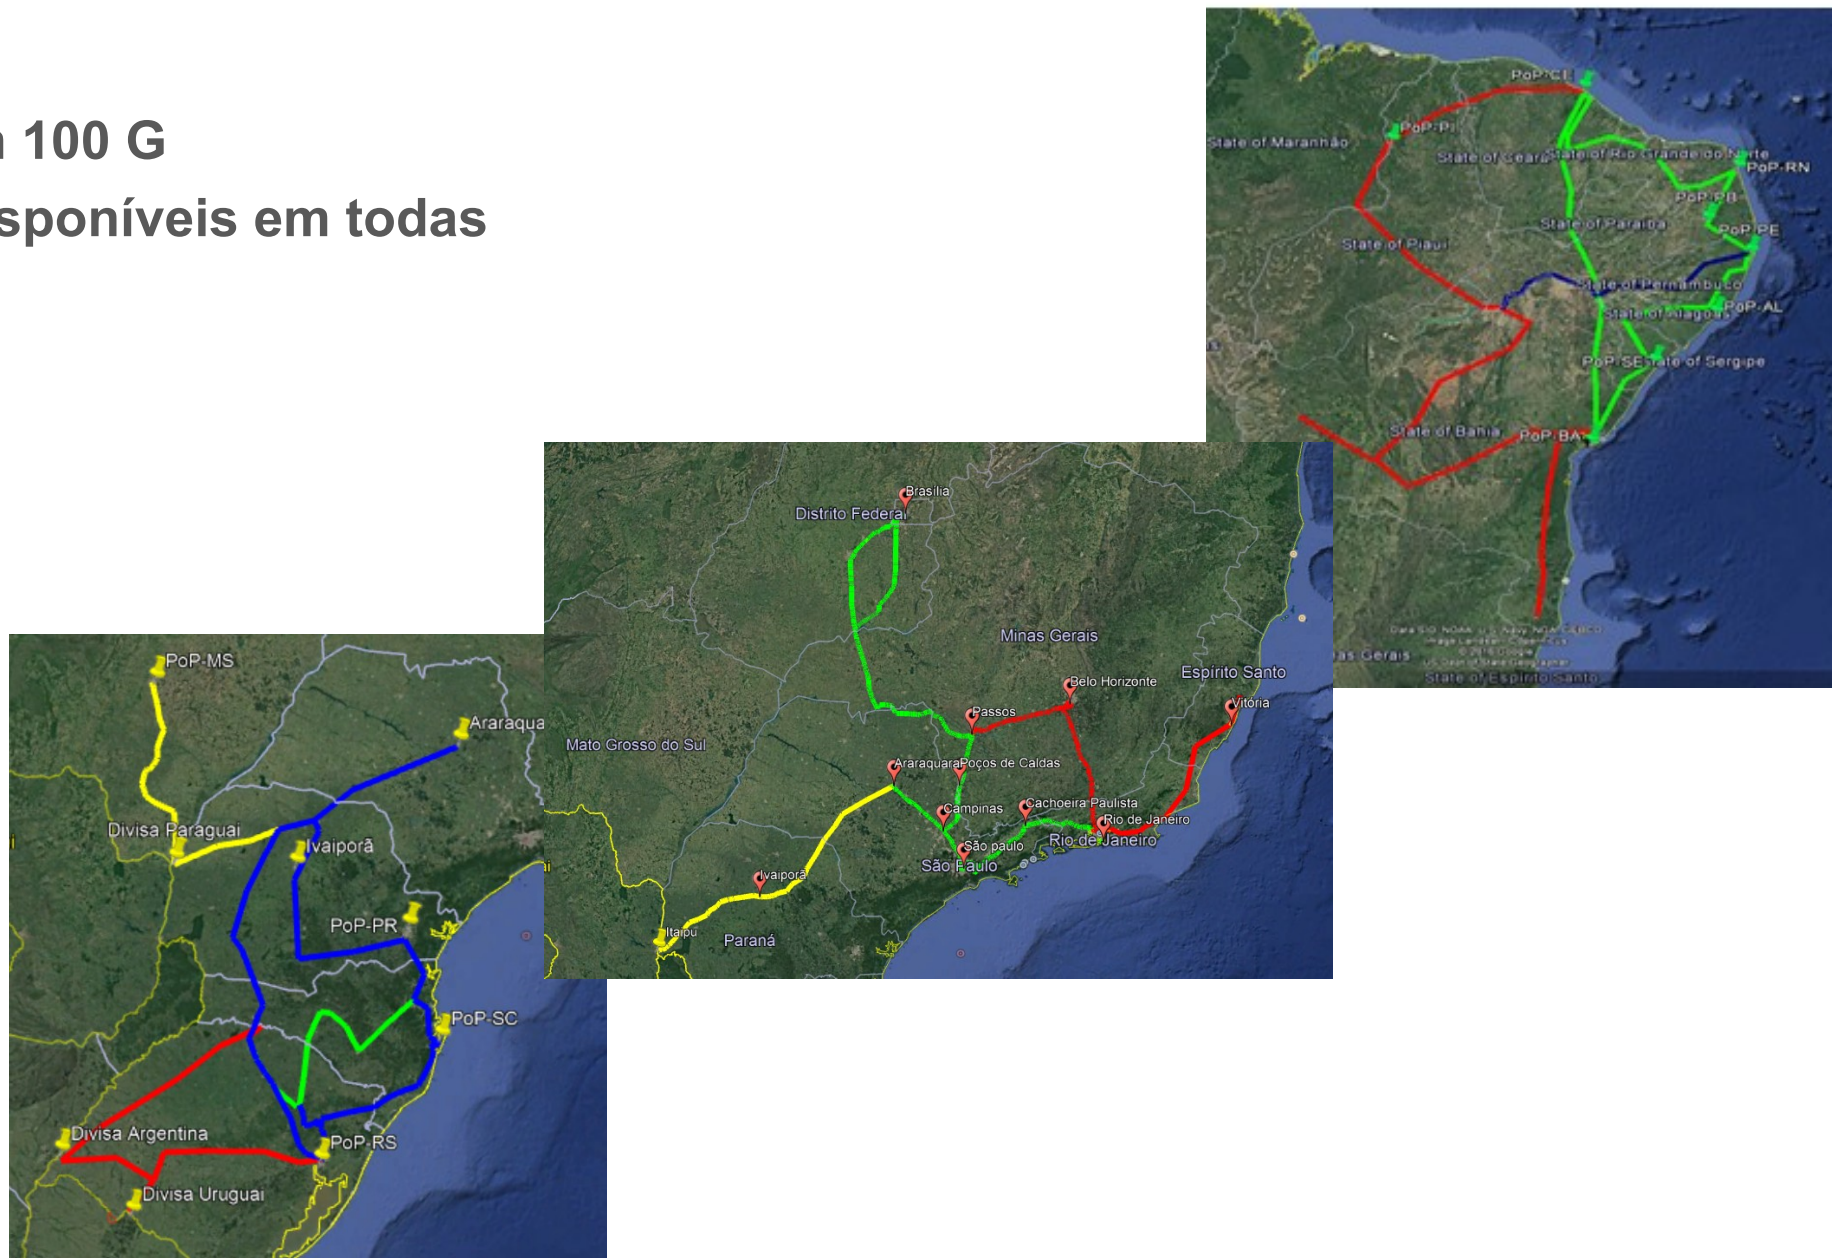 100 G
sponíveis em todas
PoP-CE
PoP-PI
State of Maranhão
State of Ceará
State of Rio Grande do Norte
PoP-RN
PoP-PB
State of Paraíba
PoP-PE
State of Piauí
State of Pernambuco
PoP-AL
State of Alagoas
PoP-SE
State of Sergipe
State of Bahia
PoP-BA
as Gerais
State of Espírito Santo
Brasília
Distrito Federal
Minas Gerais
Espírito Santo
Belo Horizonte
Vitória
Passos
Mato Grosso do Sul
Araraquara
Poços de Caldas
Campinas
Cachoeira Paulista
Rio de Janeiro
Rio de Janeiro
São paulo
São Paulo
Ivaiporã
Itaipu
Paraná
PoP-MS
Araraqua
Divisa Paraguai
Ivaiporã
PoP-PR
PoP-SC
Divisa Argentina
PoP-RS
Divisa Uruguai